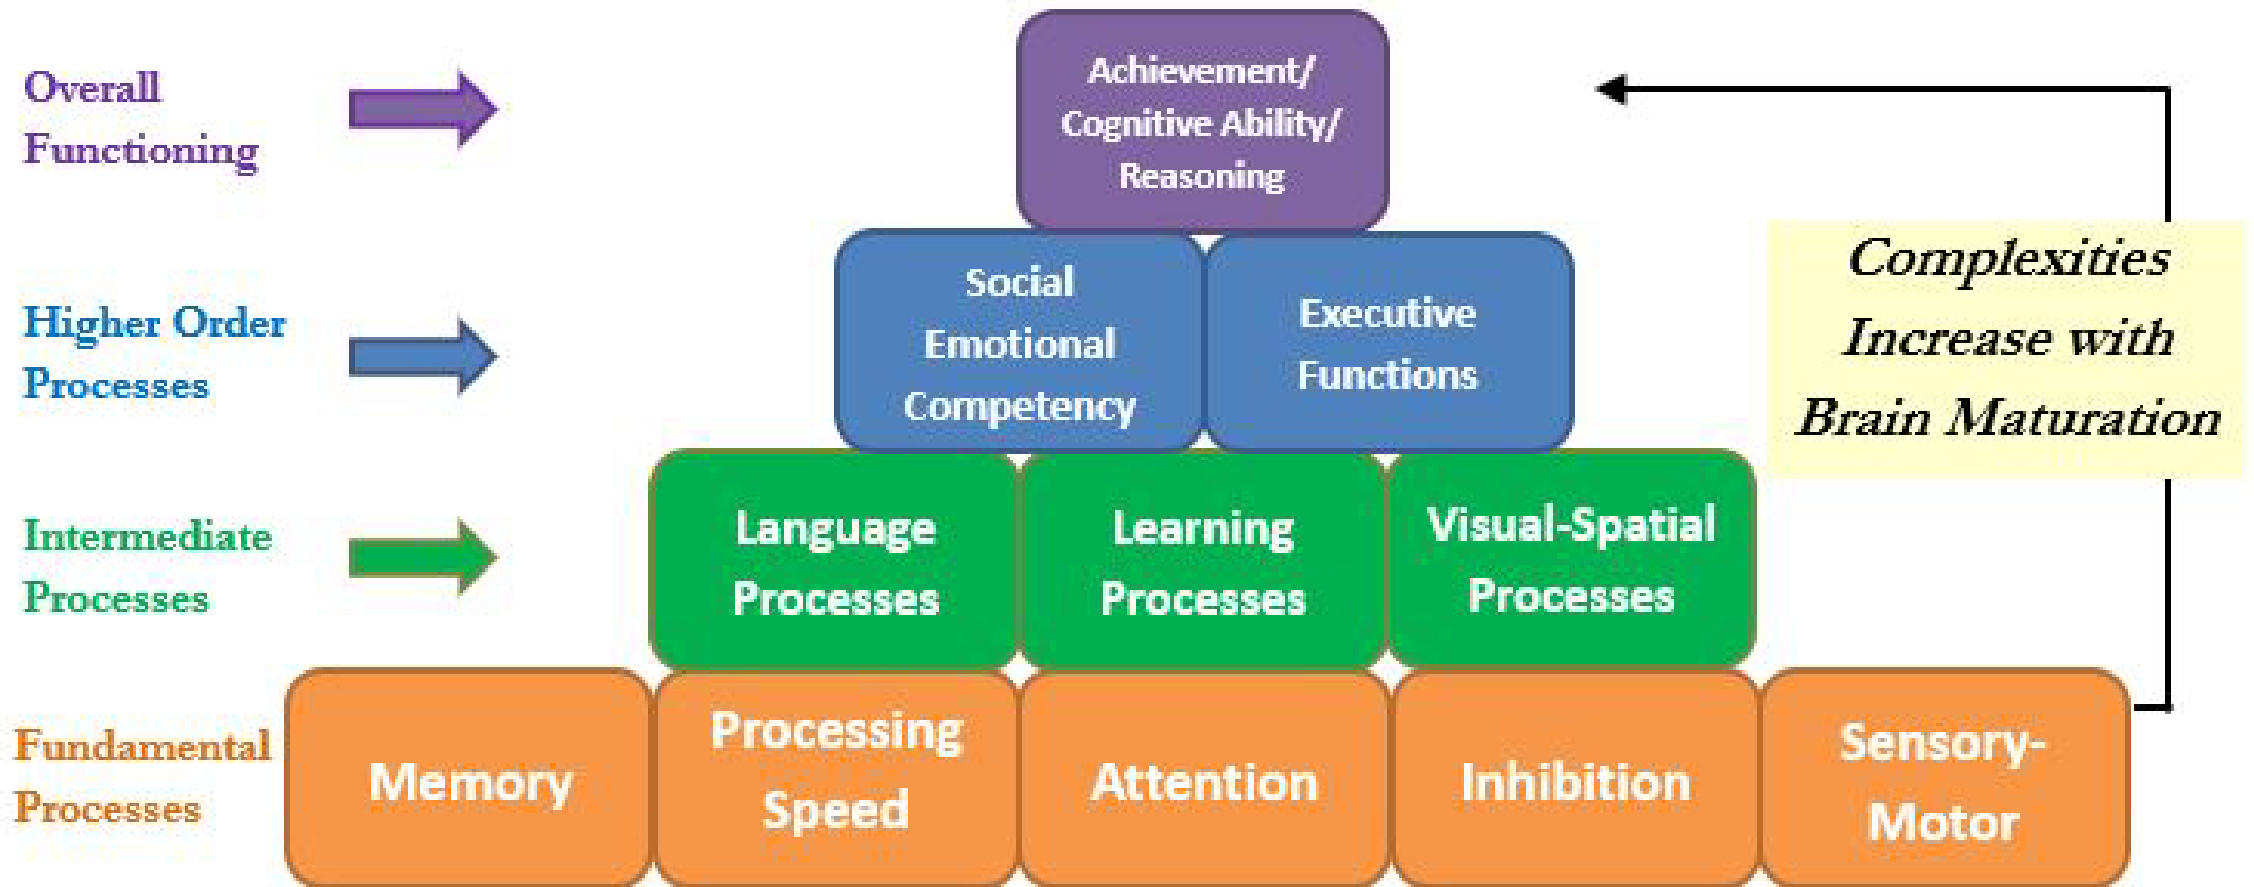 Overall
Functioning
Achievement/
Cognitive Ability/
Reasoning
Higher Order
Processes
Social
Emotional
Competency
Executive
Functions
Complexities
Increase with
Brain Maturation
Intermediate
Processes
Language
Processes
Learning
Processes
Visual-Spatial
Processes
Fundamental
Processes
Memory
Processing
Speed
Attention
Inhibition
Sensory-
Motor